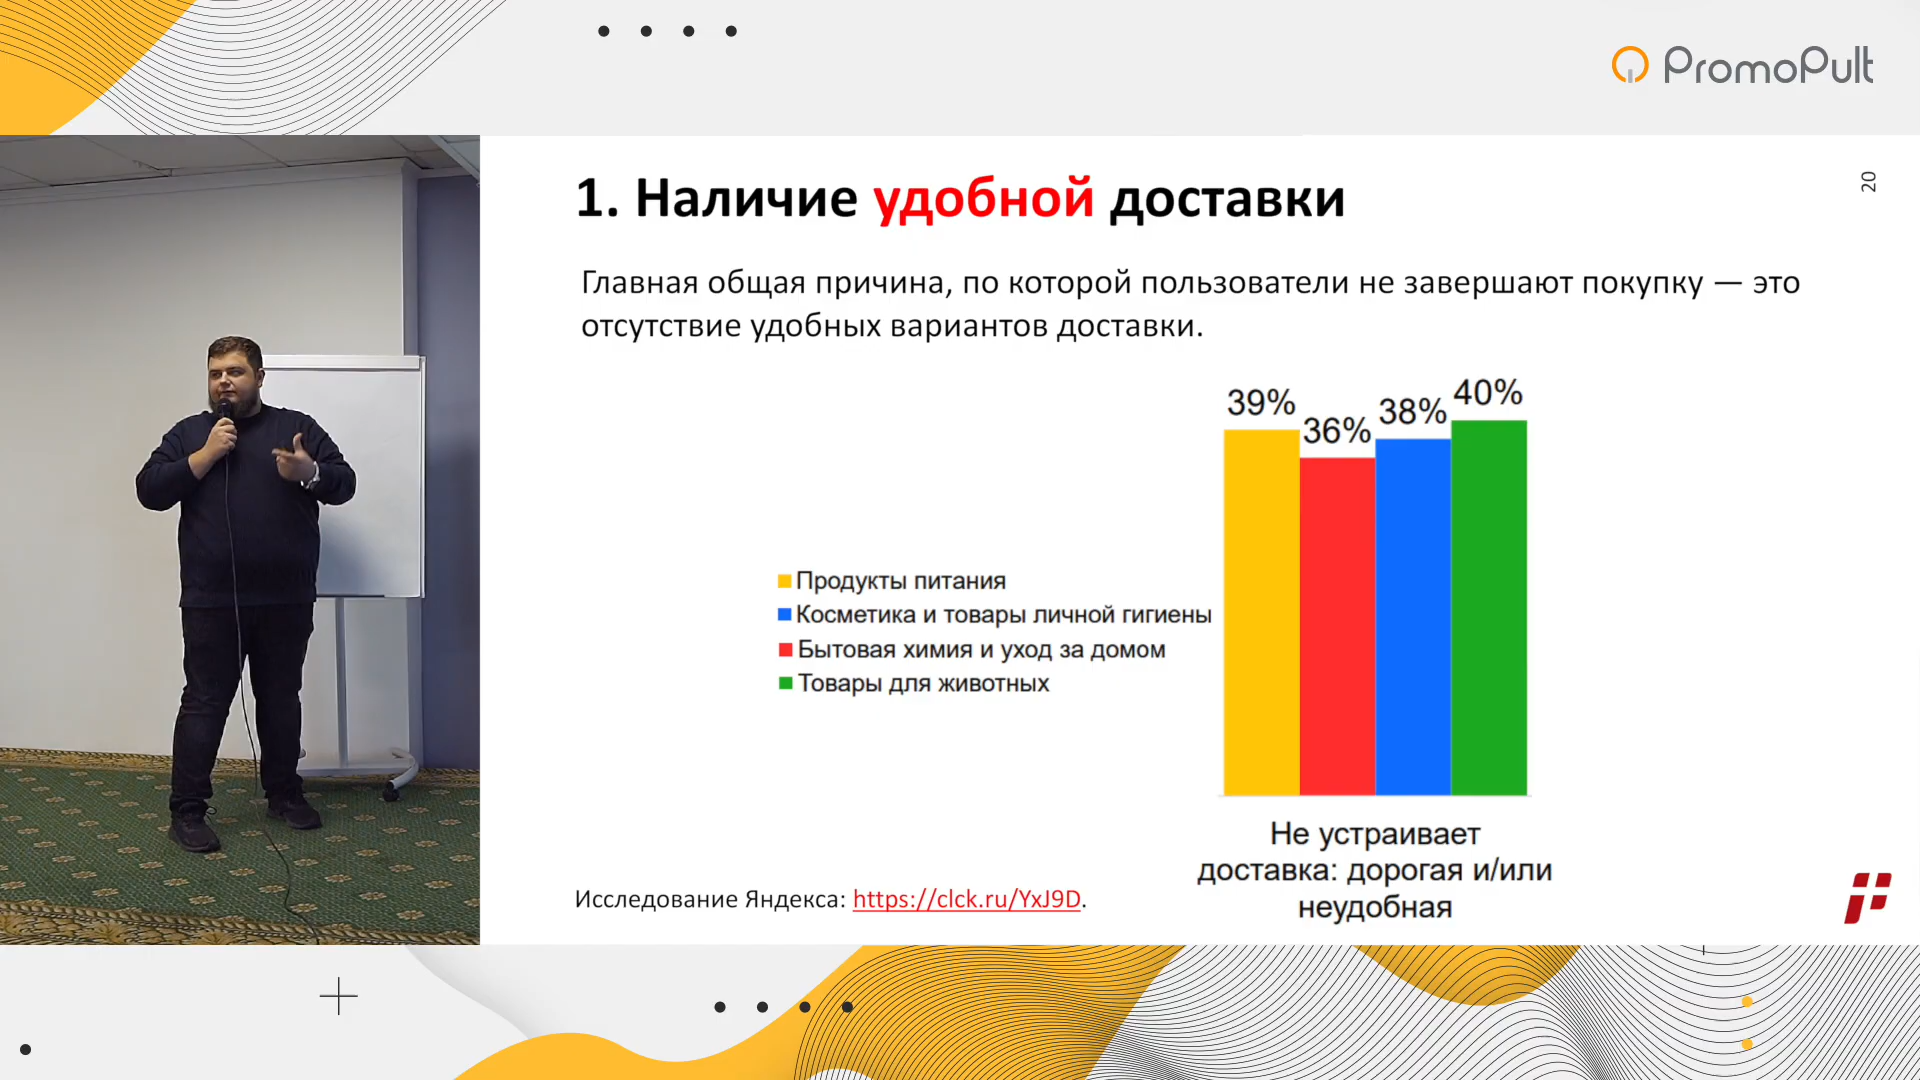 PromoPult
1. Наличие удобной доставки
20
Главная общая причина, по которой пользователи не завершают покупку — это
отсутствие удобных вариантов доставки.
39%
36%
38%
40%
Продукты питания
Косметика и товары личной гигиены
Бытовая химия и уход за домом
Товары для животных
Не устраивает
доставка: дорогая и/или
неудобная
Исследование Яндекса: https://clck.ru/YxJ9D.